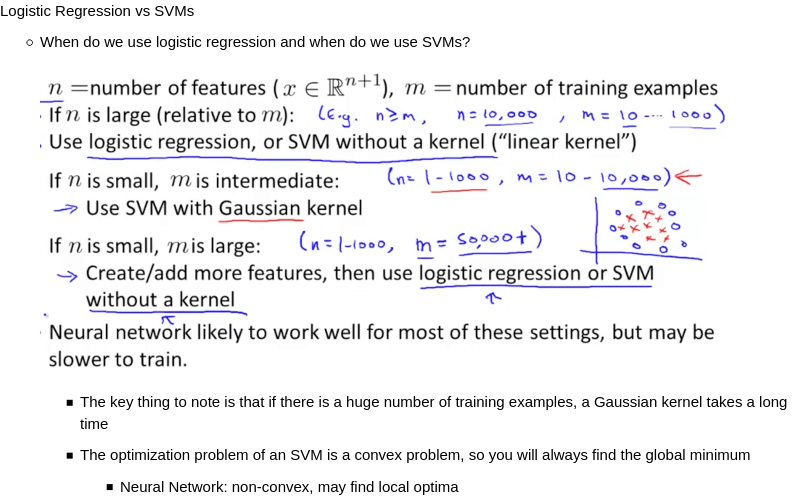 Logistic Regression vs SVMs
When do we use logistic regression and when do we use SVMs?
n =number of features (x ∈ ℝⁿ⁺¹), m = number of training examples
If n is large (relative to m): (E.g. n≥m, n=10,000 , m = 10 ... 1000)
Use logistic regression, or SVM without a kernel (“linear kernel”)
If n is small, m is intermediate: (n= 1-1000, m = 10 - 10,000) ←
→ Use SVM with Gaussian kernel
If n is small, m is large: (n=1-1000, m = 50,000+)
→ Create/add more features, then use logistic regression or SVM
without a kernel
Neural network likely to work well for most of these settings, but may be
slower to train.
The key thing to note is that if there is a huge number of training examples, a Gaussian kernel takes a long
time
The optimization problem of an SVM is a convex problem, so you will always find the global minimum
Neural Network: non-convex, may find local optima